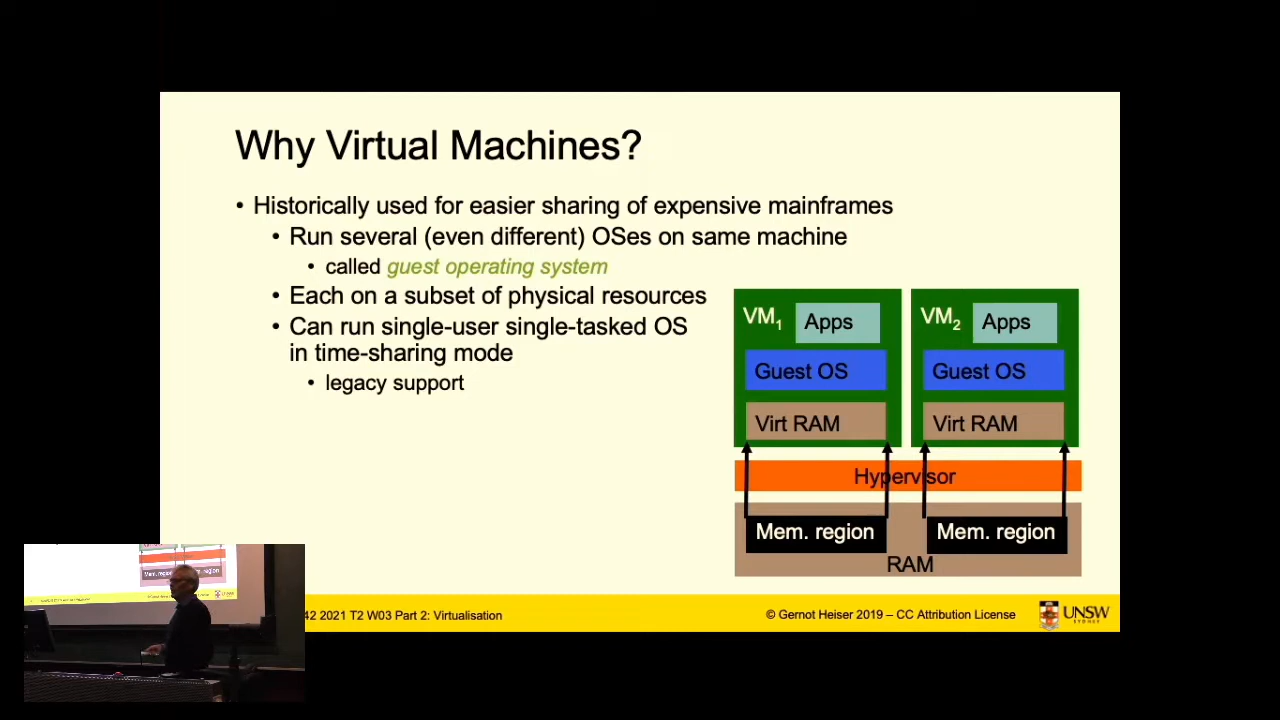 Why Virtual Machines?
• Historically used for easier sharing of expensive mainframes
• Run several (even different) OSes on same machine
• called guest operating system
• Each on a subset of physical resources
• Can run single-user single-tasked OS
in time-sharing mode
• legacy support
VM1 Apps
Guest OS
Virt RAM
VM2 Apps
Guest OS
Virt RAM
Hypervisor
Mem. region
Mem. region
RAM
Mem. region
42 2021 T2 W03 Part 2: Virtualisation
© Gernot Heiser 2019 – CC Attribution License
UNSW
SYDNEY
UNSW